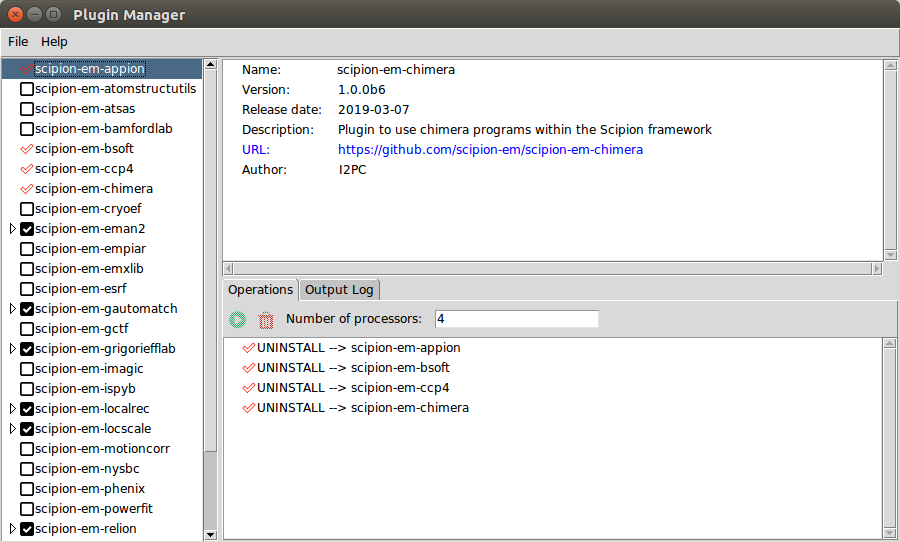 Plugin Manager
File Help
scipion-em-appion
scipion-em-atomstructutils
scipion-em-atsas
scipion-em-bamfordlab
scipion-em-bsoft
scipion-em-ccp4
scipion-em-chimera
scipion-em-cryoef
scipion-em-eman2
scipion-em-empiar
scipion-em-emxlib
scipion-em-esrf
scipion-em-gautomatch
scipion-em-gctf
scipion-em-grigoriefflab
scipion-em-imagic
scipion-em-ispyb
scipion-em-localrec
scipion-em-locscale
scipion-em-motioncorr
scipion-em-nysbc
scipion-em-phenix
scipion-em-powerfit
scipion-em-relion
Name: scipion-em-chimera
Version: 1.0.0b6
Release date: 2019-03-07
Description: Plugin to use chimera programs within the Scipion framework
URL: https://github.com/scipion-em/scipion-em-chimera
Author: I2PC
Operations Output Log
Number of processors: 4
UNINSTALL --> scipion-em-appion
UNINSTALL --> scipion-em-bsoft
UNINSTALL --> scipion-em-ccp4
UNINSTALL --> scipion-em-chimera